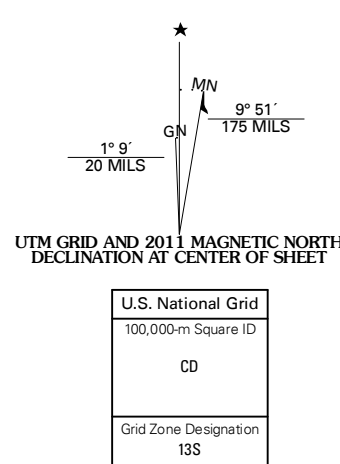 ★
MN
9° 51´
175 MILS
GN
1° 9´
20 MILS
UTM GRID AND 2011 MAGNETIC NORTH
DECLINATION AT CENTER OF SHEET
U.S. National Grid
100,000-m Square ID
CD
Grid Zone Designation
13S